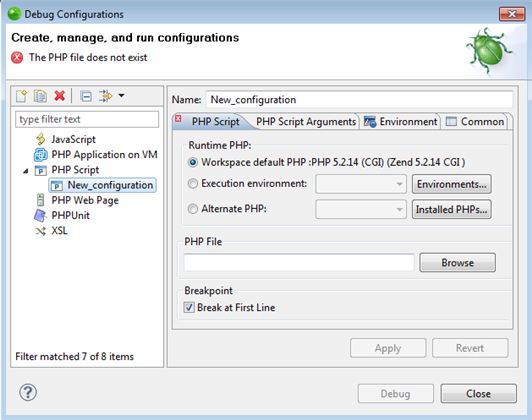 Debug Configurations
Create, manage, and run configurations
The PHP file does not exist
type filter text
JavaScript
PHP Application on VM
PHP Script
New_configuration
PHP Web Page
PHPUnit
XSL
Filter matched 7 of 8 items
Name: New_configuration
PHP Script PHP Script Arguments Environment Common
Runtime PHP:
Workspace default PHP :PHP 5.2.14 (CGI) (Zend 5.2.14 (CGI )
Execution environment: Environments...
Alternate PHP: Installed PHPs...
PHP File
Browse
Breakpoint
Break at First Line
Apply Revert
? Debug Close